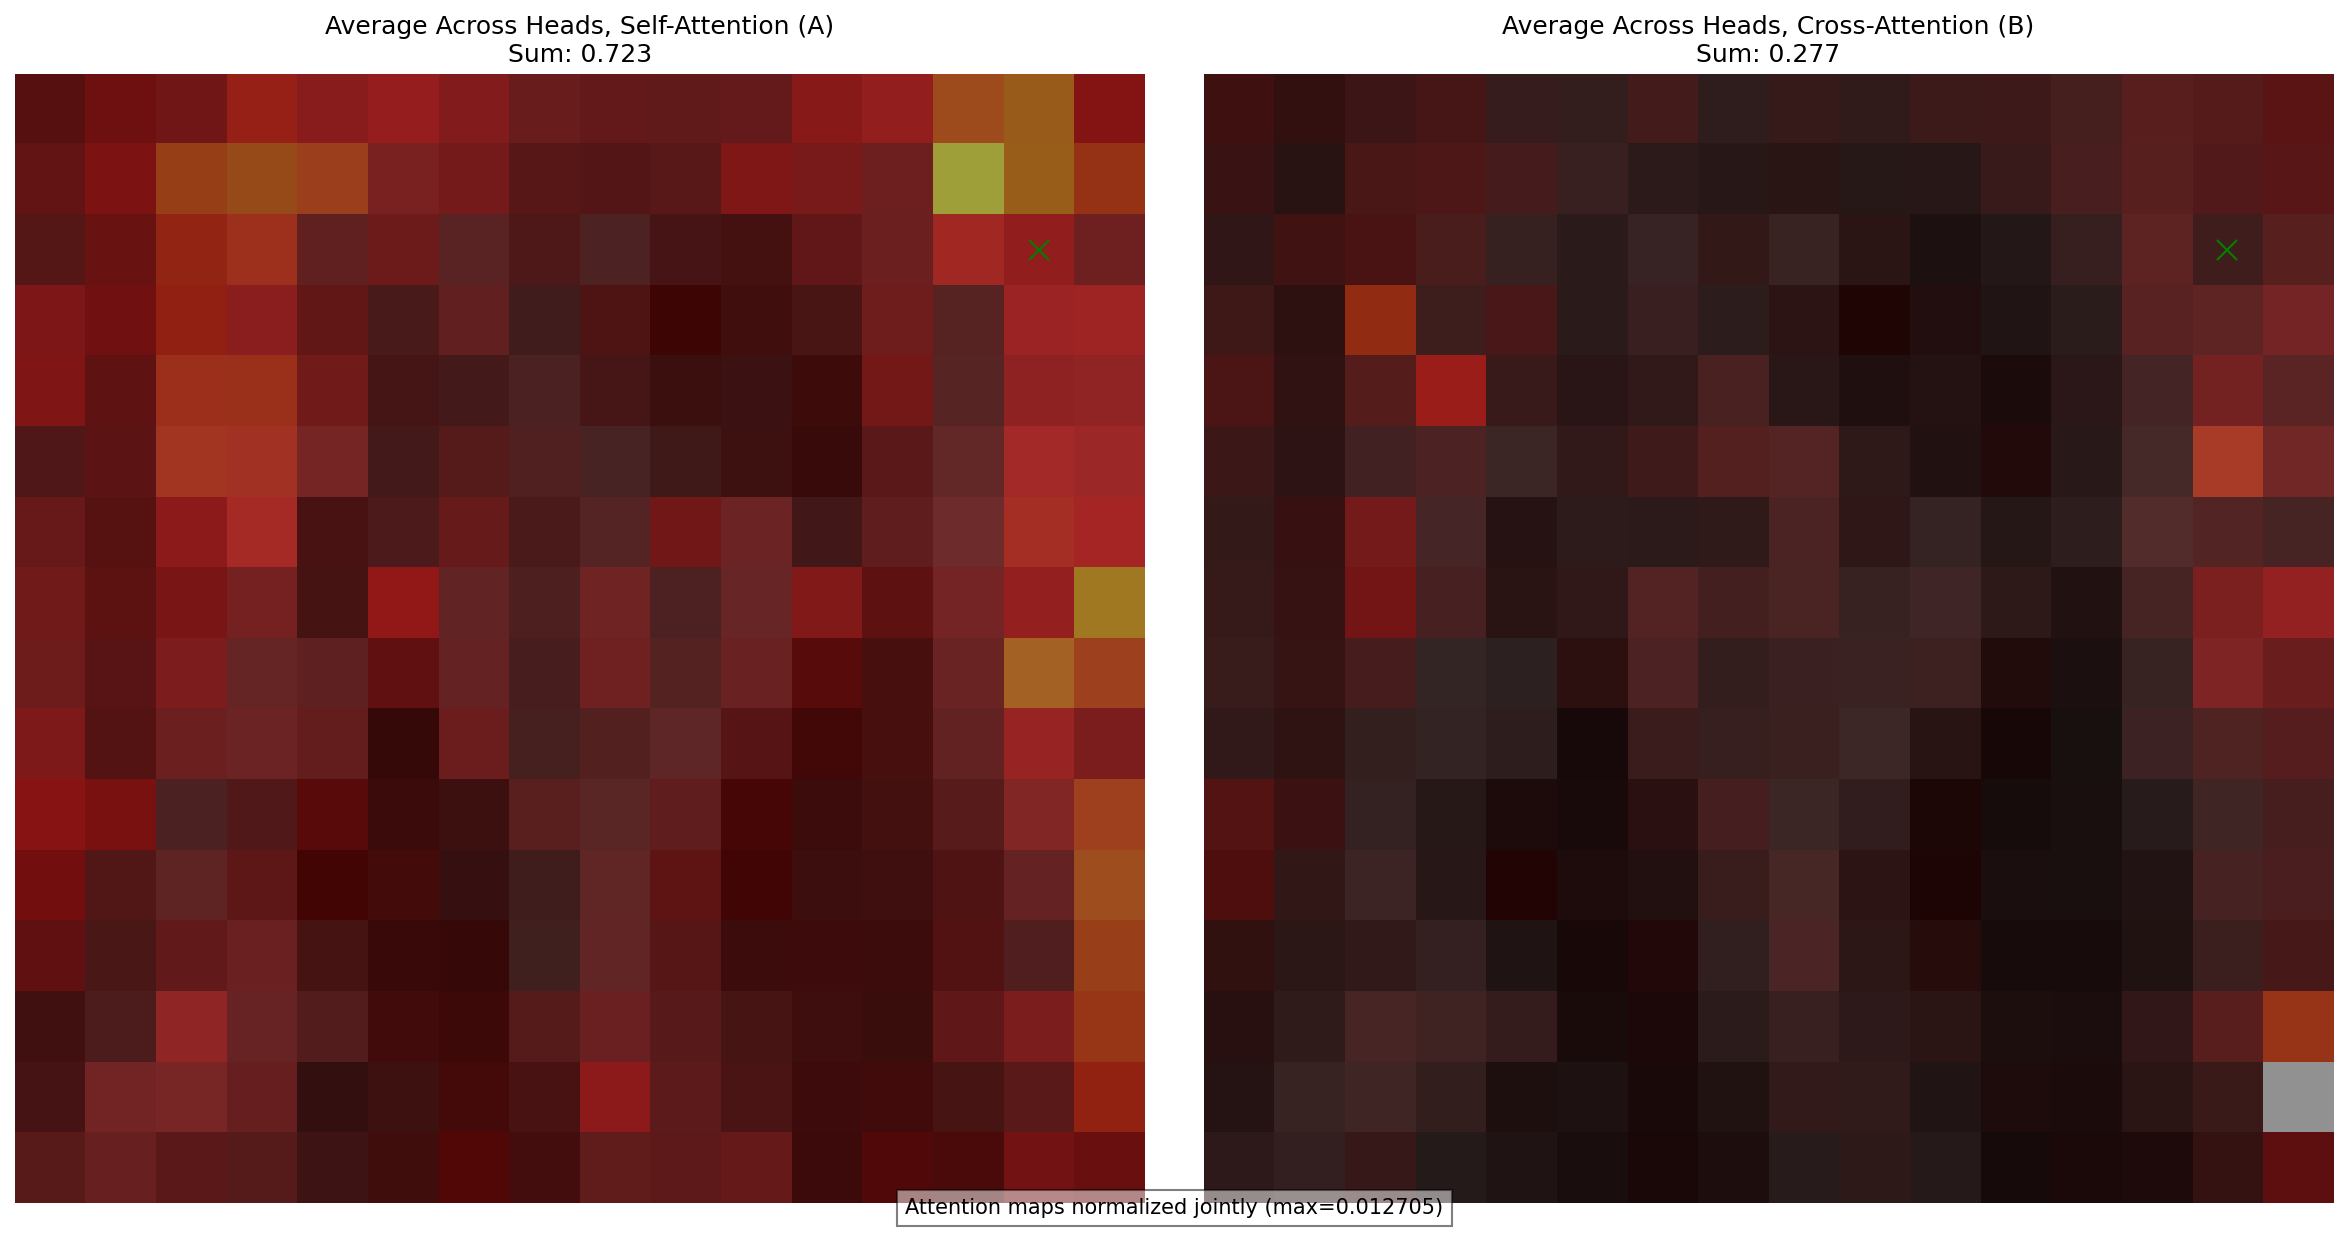 Average Across Heads, Self-Attention (A)
Sum: 0.723
Average Across Heads, Cross-Attention (B)
Sum: 0.277
Attention maps normalized jointly (max=0.012705)